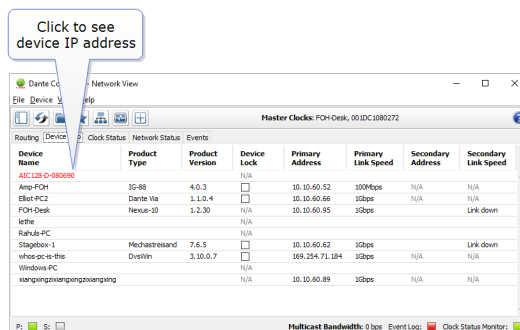 Click to see
device IP address
Dante Co - Network View
File Device V elp
Master Clocks: FOH-Desk, 001DC1080272
Routing Device fo Clock Status Network Status Events
Device Name Product Type Product Version Device Lock Primary Address Primary Link Speed Secondary Address Secondary Link Speed
AIC128-D-080690 N/A
Amp-FOH IG-88 4.0.3 10.10.60.52 100Mbps N/A N/A
Elliot-PC2 Dante Via 1.1.0.4 10.10.60.66 1Gbps N/A N/A
FOH-Desk Nexus-10 1.2.30 10.10.60.95 1Gbps Link down
lethe N/A
Rahuls-PC N/A
Stagebox-1 Mechastreisand 7.6.5 10.10.60.62 1Gbps Link down
whos-pc-is-this DvsWin 3.10.0.7 169.254.71.184 1Gbps N/A N/A
Windows-PC N/A
xiangxingzixiangxingzixiangxing N/A 10.10.60.89 1Gbps N/A N/A
P: S: Multicast Bandwidth: 0 bps Event Log: Clock Status Monitor: